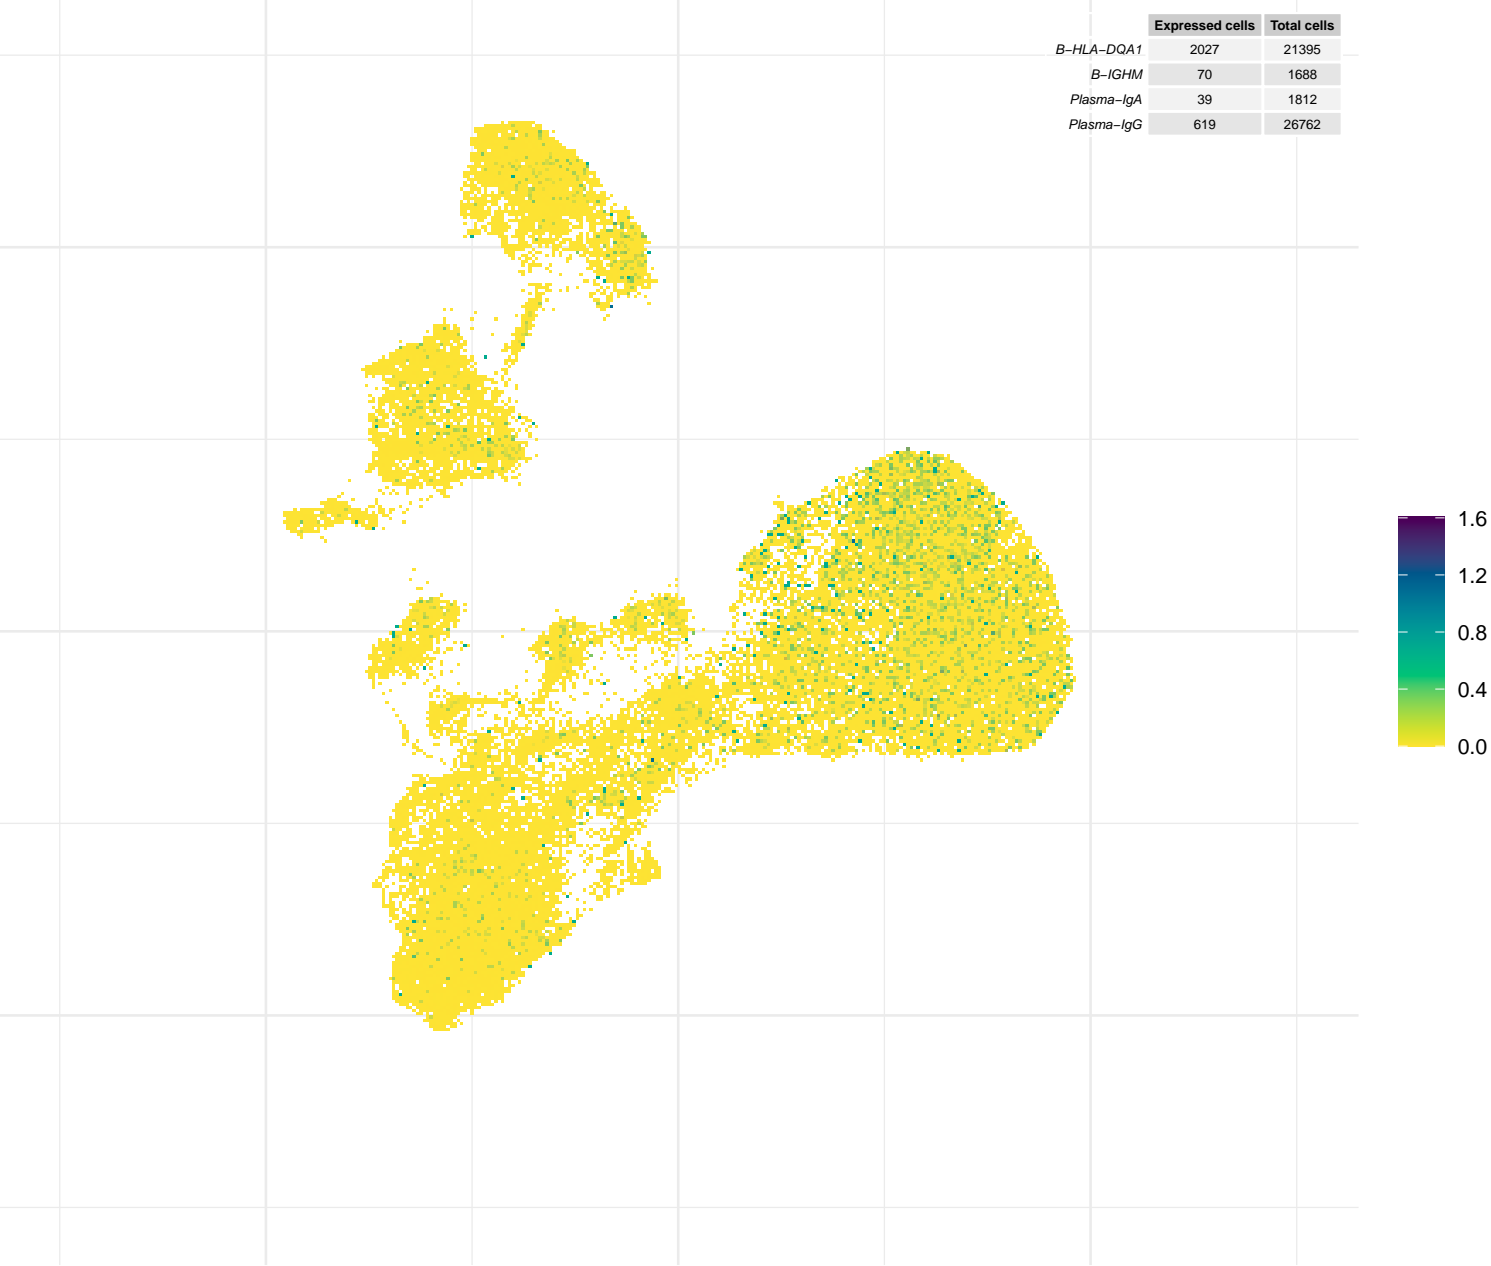 Expressed cells Total cells
B−HLA−DQA1 2027 21395
B−IGHM 70 1688
Plasma−IgA 39 1812
Plasma−IgG 619 26762
1.6
1.2
0.8
0.4
0.0